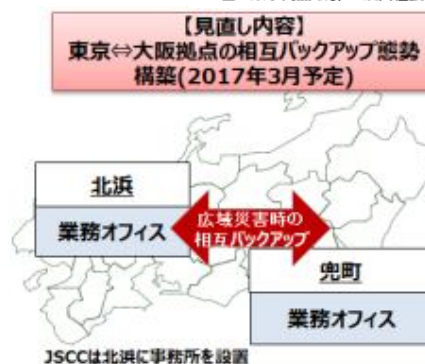 【見直し内容】
東京⇔大阪拠点の相互バックアップ態勢
構築(2017年3月予定)
北浜
業務オフィス
広域災害時の
相互バックアップ
兜町
業務オフィス
JSCCは北浜に事務所を設置